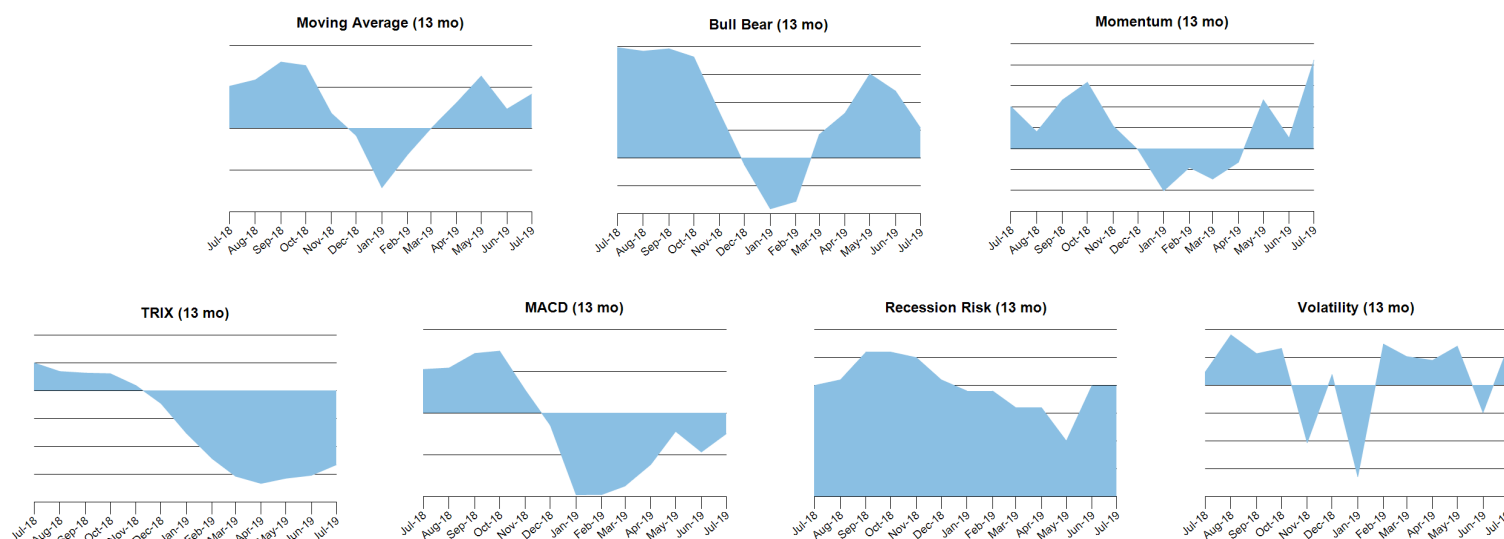 Moving Average (13 mo)
Jul-18 Aug-18 Sep-18 Oct-18 Nov-18 Dec-18 Jan-19 Feb-19 Mar-19 Apr-19 May-19 Jun-19 Jul-19
Bull Bear (13 mo)
Jul-18 Aug-18 Sep-18 Oct-18 Nov-18 Dec-18 Jan-19 Feb-19 Mar-19 Apr-19 May-19 Jun-19 Jul-19
Momentum (13 mo)
Jul-18 Aug-18 Sep-18 Oct-18 Nov-18 Dec-18 Jan-19 Feb-19 Mar-19 Apr-19 May-19 Jun-19 Jul-19
TRIX (13 mo)
Jul-18 Aug-18 Sep-18 Oct-18 Nov-18 Dec-18 Jan-19 Feb-19 Mar-19 Apr-19 May-19 Jun-19 Jul-19
MACD (13 mo)
Jul-18 Aug-18 Sep-18 Oct-18 Nov-18 Dec-18 Jan-19 Feb-19 Mar-19 Apr-19 May-19 Jun-19 Jul-19
Recession Risk (13 mo)
Jul-18 Aug-18 Sep-18 Oct-18 Nov-18 Dec-18 Jan-19 Feb-19 Mar-19 Apr-19 May-19 Jun-19 Jul-19
Volatility (13 mo)
Jul-18 Aug-18 Sep-18 Oct-18 Nov-18 Dec-18 Jan-19 Feb-19 Mar-19 Apr-19 May-19 Jun-19